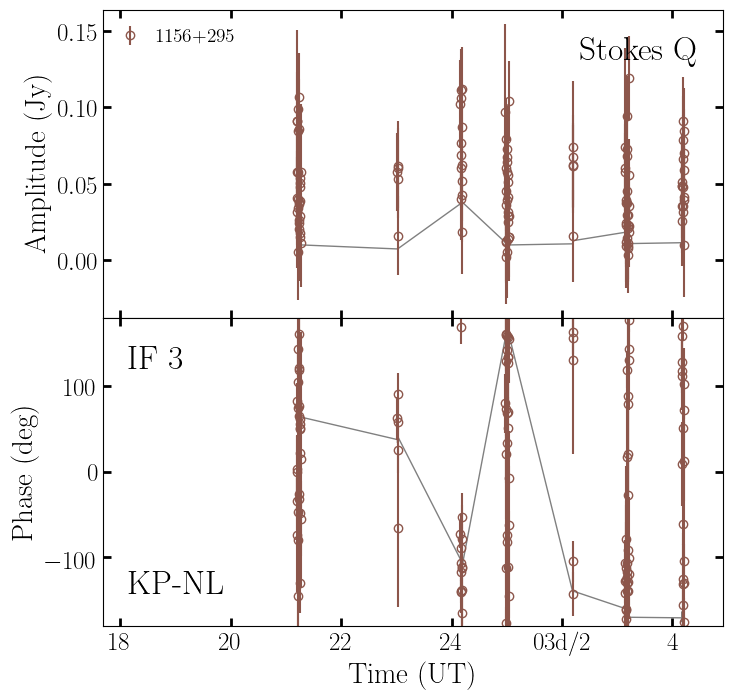 1156+295
Stokes Q
0.15
0.10
0.05
0.00
Amplitude (Jy)
IF 3
100
0
−100
Phase (deg)
KP-NL
18 20 22 24 03d/2 4
Time (UT)